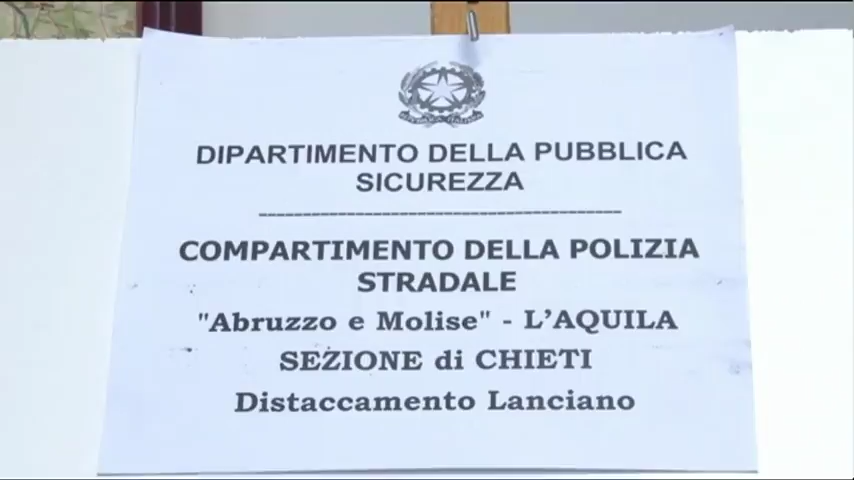 DIPARTIMENTO DELLA PUBBLICA
SICUREZZA
----------------------------------------
COMPARTIMENTO DELLA POLIZIA
STRADALE
"Abruzzo e Molise" - L'AQUILA
SEZIONE di CHIETI
Distaccamento Lanciano